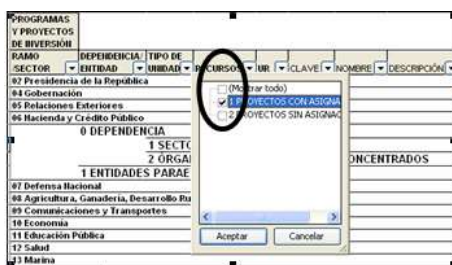 PROGRAMAS
Y PROYECTOS
DE INVERSIÓN
RAMO DEPENDENCIA/ TIPO DE
/SECTOR ENTIDAD UNIDAD RECURSOS UR CLAVE NOMBRE DESCRIPCIÓN
02 Presidencia de la República
04 Gobernación
05 Relaciones Exteriores
06 Hacienda y Crédito Público
0 DEPENDENCIA
1 SECTO
2 ÓRGA ONCENTRADOS
1 ENTIDADES PARAE
07 Defensa Nacional
08 Agricultura, Ganadería, Desarrollo Ru
09 Comunicaciones y Transportes
10 Economía
11 Educación Pública
12 Salud
13 Marina
(Mostrar todo)
1 PROYECTOS CON ASIGNA
2 PROYECTOS SIN ASIGNAC
Aceptar Cancelar